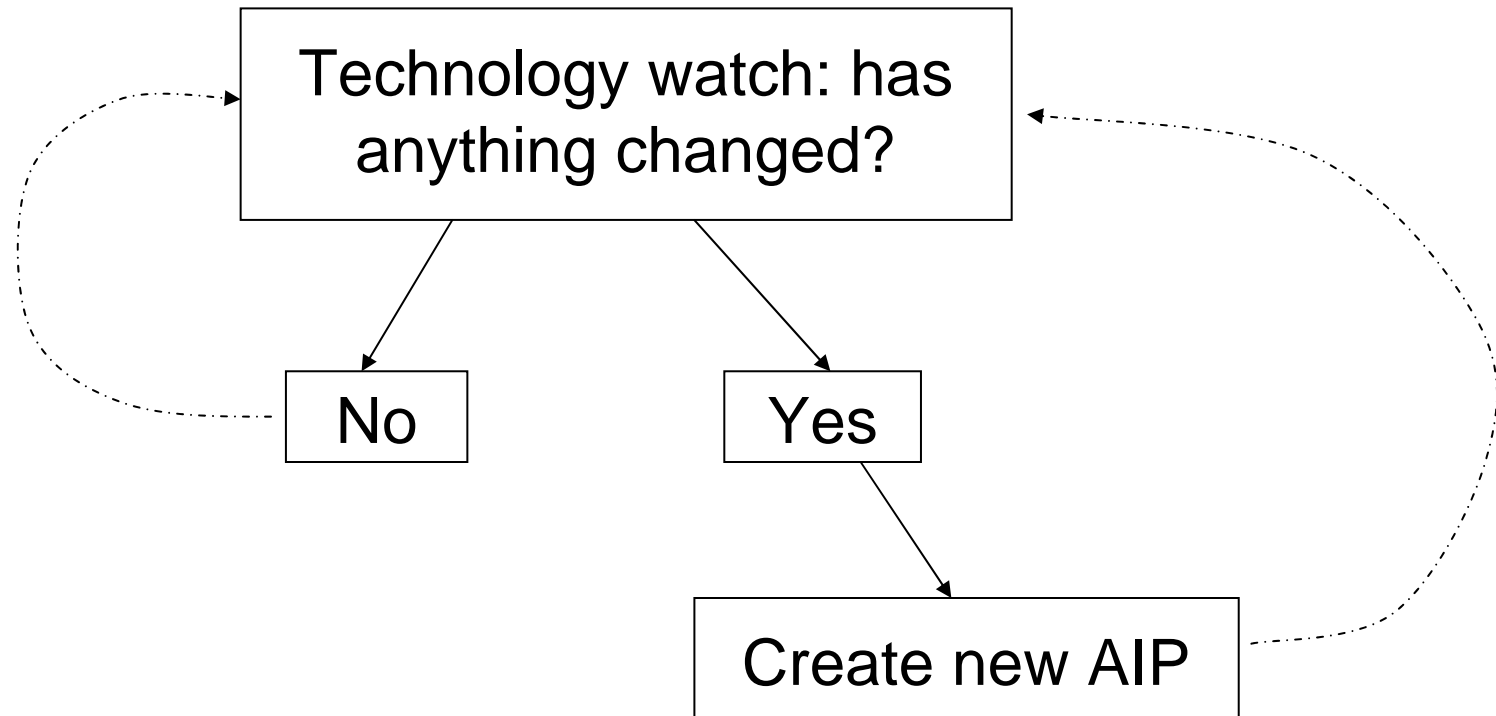 Technology watch: has
anything changed?
No
Yes
Create new AIP